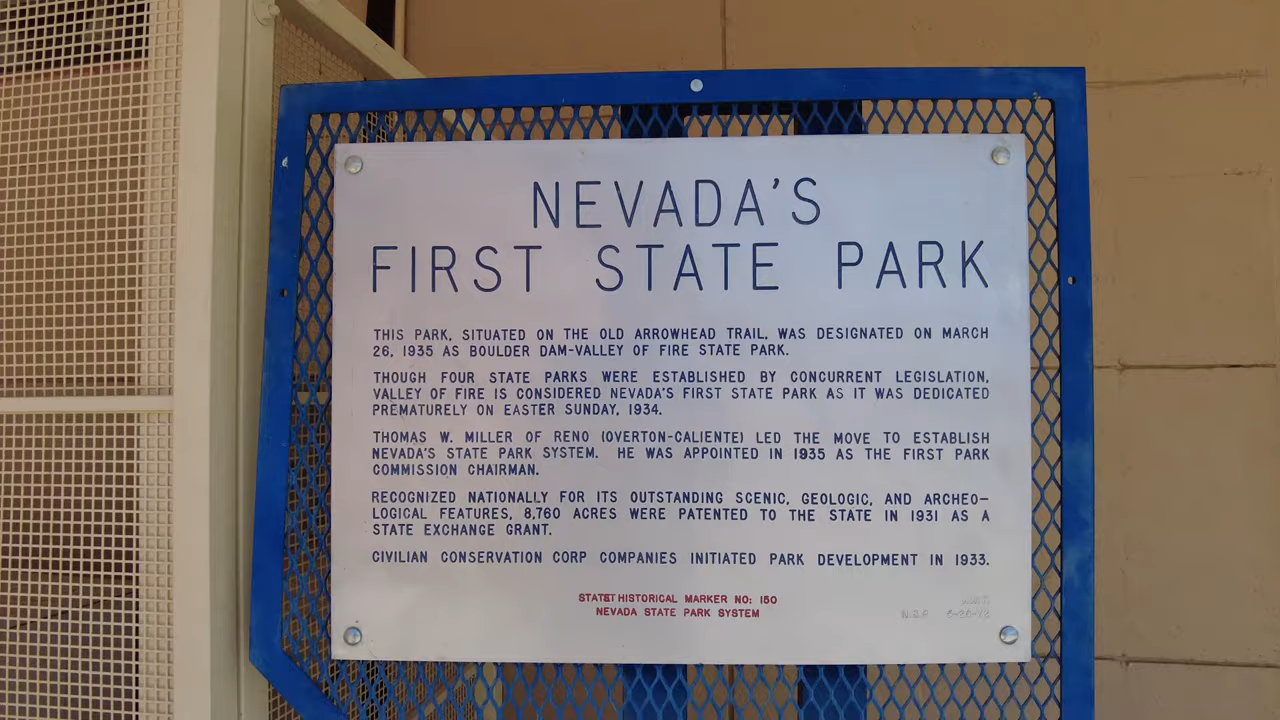 NEVADA'S
FIRST STATE PARK
THIS PARK, SITUATED ON THE OLD ARROWHEAD TRAIL, WAS DESIGNATED ON MARCH
26, 1935 AS BOULDER DAM-VALLEY OF FIRE STATE PARK.
THOUGH FOUR STATE PARKS WERE ESTABLISHED BY CONCURRENT LEGISLATION,
VALLEY OF FIRE IS CONSIDERED NEVADA'S FIRST STATE PARK AS IT WAS DEDICATED
PREMATURELY ON EASTER SUNDAY, 1934.
THOMAS W. MILLER OF RENO (OVERTON-CALIENTE) LED THE MOVE TO ESTABLISH
NEVADA'S STATE PARK SYSTEM. HE WAS APPOINTED IN 1935 AS THE FIRST PARK
COMMISSION CHAIRMAN.
RECOGNIZED NATIONALLY FOR ITS OUTSTANDING SCENIC, GEOLOGIC, AND ARCHEO-
LOGICAL FEATURES, 8,760 ACRES WERE PATENTED TO THE STATE IN 1931 AS A
STATE EXCHANGE GRANT.
CIVILIAN CONSERVATION CORP COMPANIES INITIATED PARK DEVELOPMENT IN 1933.
STATE HISTORICAL MARKER NO: 150
NEVADA STATE PARK SYSTEM